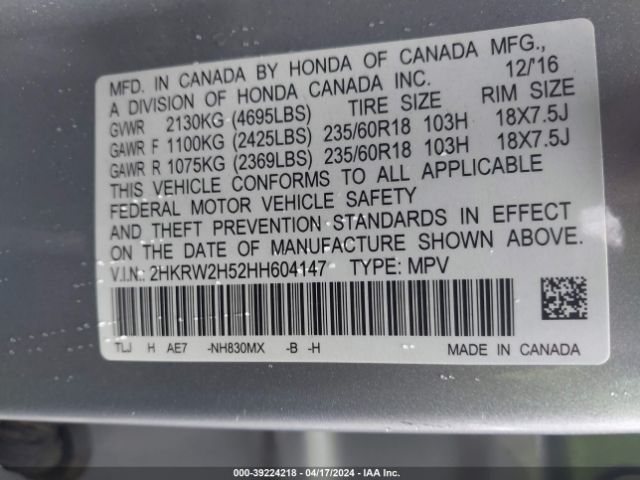 MFD. IN CANADA BY HONDA OF CANADA MFG.,
A DIVISION OF HONDA CANADA INC. 12/'16
GVWR 2130KG (4695LBS) TIRE SIZE RIM SIZE
GAWR F 1100KG (2425LBS) 235/60R18 103H 18X7.5J
GAWR R 1075KG (2369LBS) 235/60R18 103H 18X7.5J
THIS VEHICLE CONFORMS TO ALL APPLICABLE
FEDERAL MOTOR VEHICLE SAFETY
AND THEFT PREVENTION STANDARDS IN EFFECT
ON THE DATE OF MANUFACTURE SHOWN ABOVE.
V.I.N.: 2HKRW2H52HH604147 TYPE: MPV
TLJ H AE7 -NH830MX -B -H MADE IN CANADA
000-39224218 - 04/17/2024 - IAAI.com